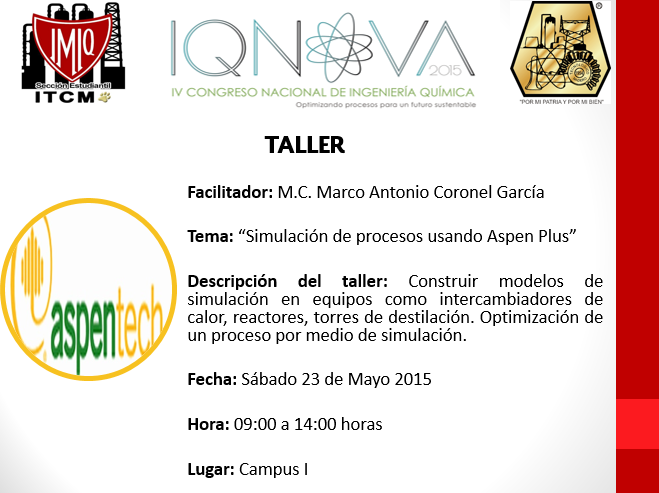 IMIQ
Sección Estudiantil
ITCM
IQNOVA
2015
IV CONGRESO NACIONAL DE INGENIERÍA QUÍMICA
Optimizando procesos para un futuro sustentable
"POR MI PATRIA Y POR MI BIEN"
TALLER
Facilitador: M.C. Marco Antonio Coronel García
Tema: “Simulación de procesos usando Aspen Plus”
aspentech
Descripción del taller: Construir modelos de
simulación en equipos como intercambiadores de
calor, reactores, torres de destilación. Optimización de
un proceso por medio de simulación.
Fecha: Sábado 23 de Mayo 2015
Hora: 09:00 a 14:00 horas
Lugar: Campus I